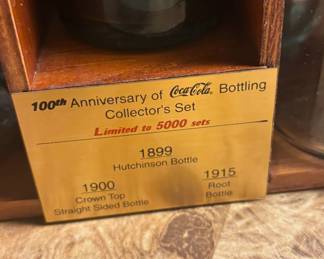 100th Anniversary of Coca-Cola Bottling
Collector's Set
Limited to 5000 sets
1899
Hutchinson Bottle
1900
Crown Top
Straight Sided Bottle
1915
Root
Bottle